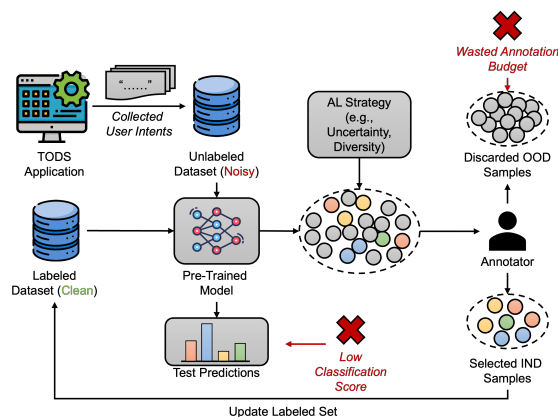 Wasted Annotation
Budget
"......"
Collected
User Intents
TODS
Application
Unlabeled
Dataset (Noisy)
AL Strategy
(e.g.,
Uncertainty,
Diversity)
Discarded OOD
Samples
Labeled
Dataset (Clean)
Pre-Trained
Model
Annotator
Test Predictions
Low
Classification
Score
Selected IND
Samples
Update Labeled Set